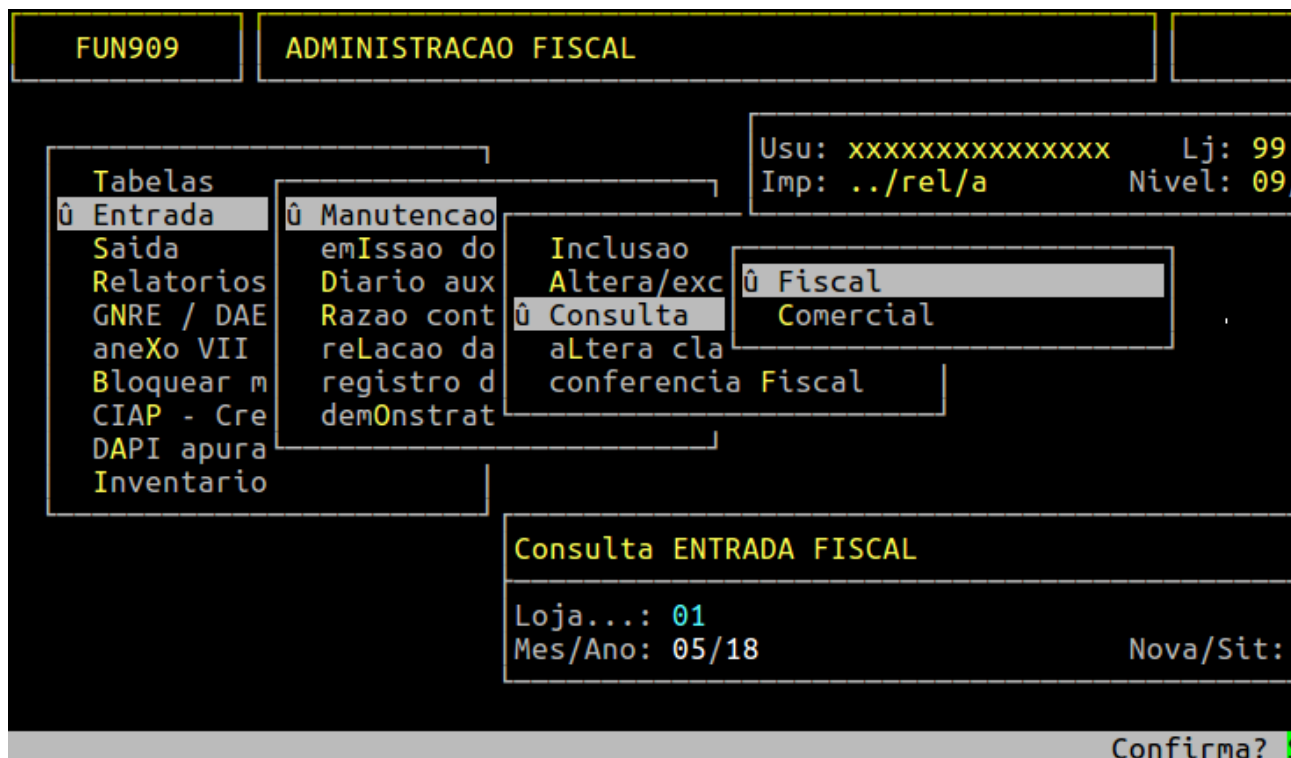 FUN909 ADMINISTRACAO FISCAL
Usu: xxxxxxxxxxxxxxx Lj: 99
Imp: ../rel/a Nivel: 09
Tabelas
û Entrada
Saida
Relatorios
GNRE / DAE
aneXo VII
Bloquear m
CIAP - Cre
DAPI apura
Inventario
û Manutencao
emIssao do
Diario aux
Razao cont
reLacao da
registro d
demOnstrat
Inclusao
Altera/exc
û Consulta
aLtera cla
conferencia Fiscal
û Fiscal
Comercial
Consulta ENTRADA FISCAL
Loja...: 01
Mes/Ano: 05/18 Nova/Sit:
Confirma?